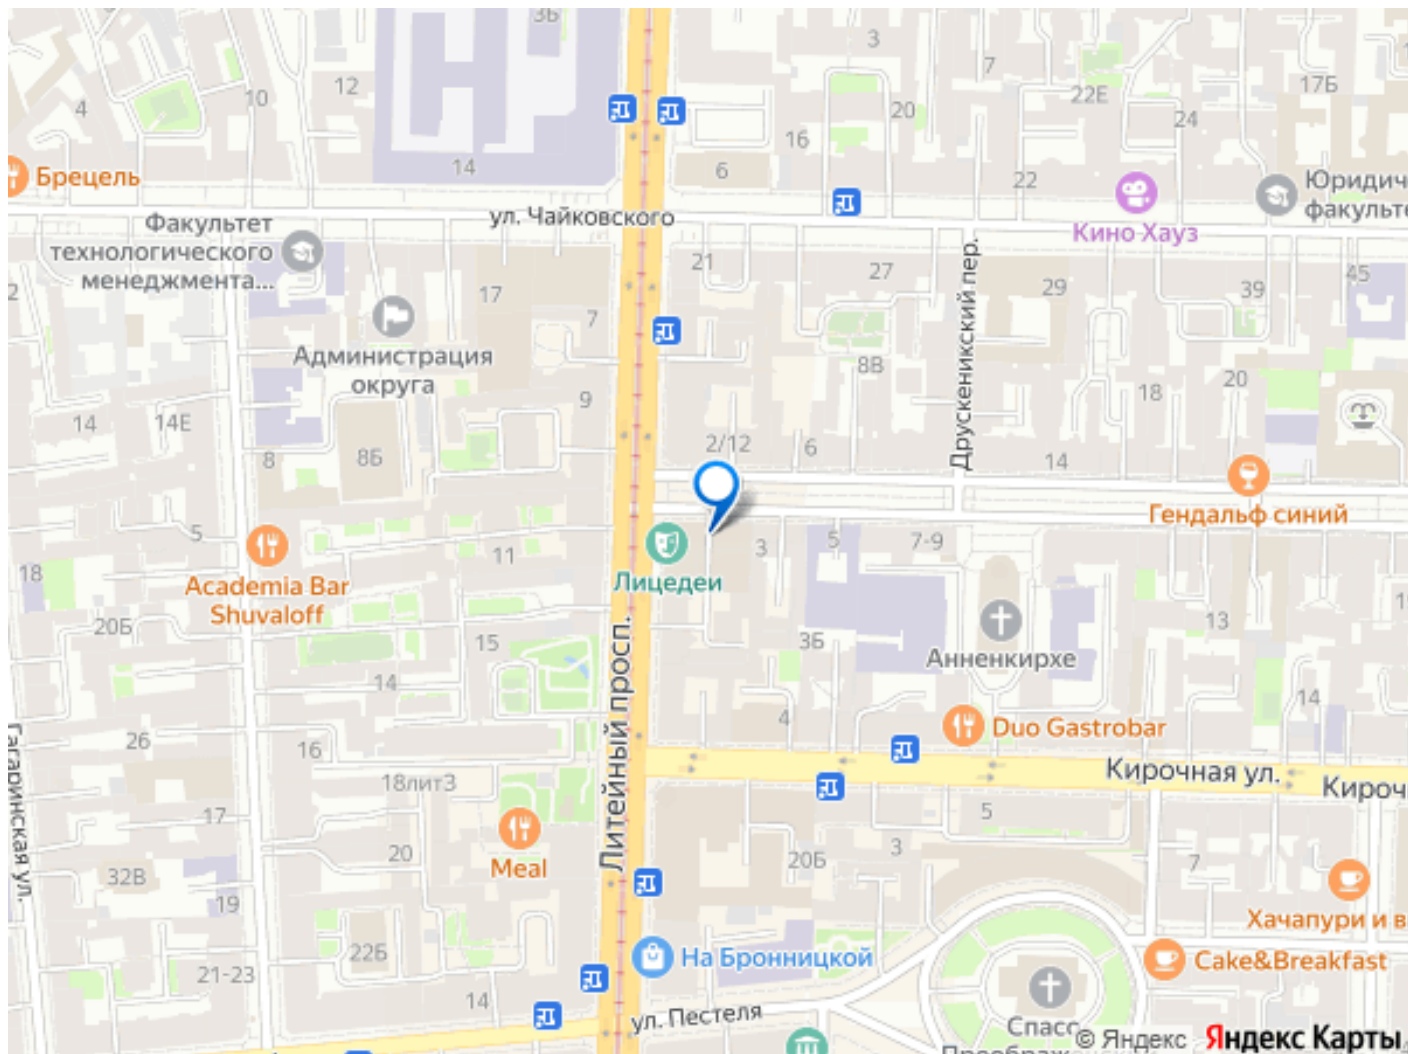 3Б
3
7
4
10
12
22Е
17Б
20
24
16
14
6
22
Брецель
Юридич
факульте
ул. Чайковского
Факультет
технологического
менеджмента...
Кино Хауз
21
27
29
39
45
2
17
7
Друскеникский пер.
Администрация
округа
8В
18
20
9
14
14Е
8
8Б
2/12
6
14
Гендальф синий
5
11
3
5
7-9
18
Academia Bar
Shuvaloff
Лицедеи
20Б
15
3Б
Анненкирхе
13
14
14
4
Duo Gastrobar
Литейный просп.
Гагаринская ул.
26
16
18лит3
Кирочная ул.
Кироч
17
5
Meal
20
20Б
3
7
32В
19
Хачапури и в
22Б
21-23
14
На Бронницкой
Cake&Breakfast
ул. Пестеля
Спасо
Преображ
© Яндекс
Яндекс Карты